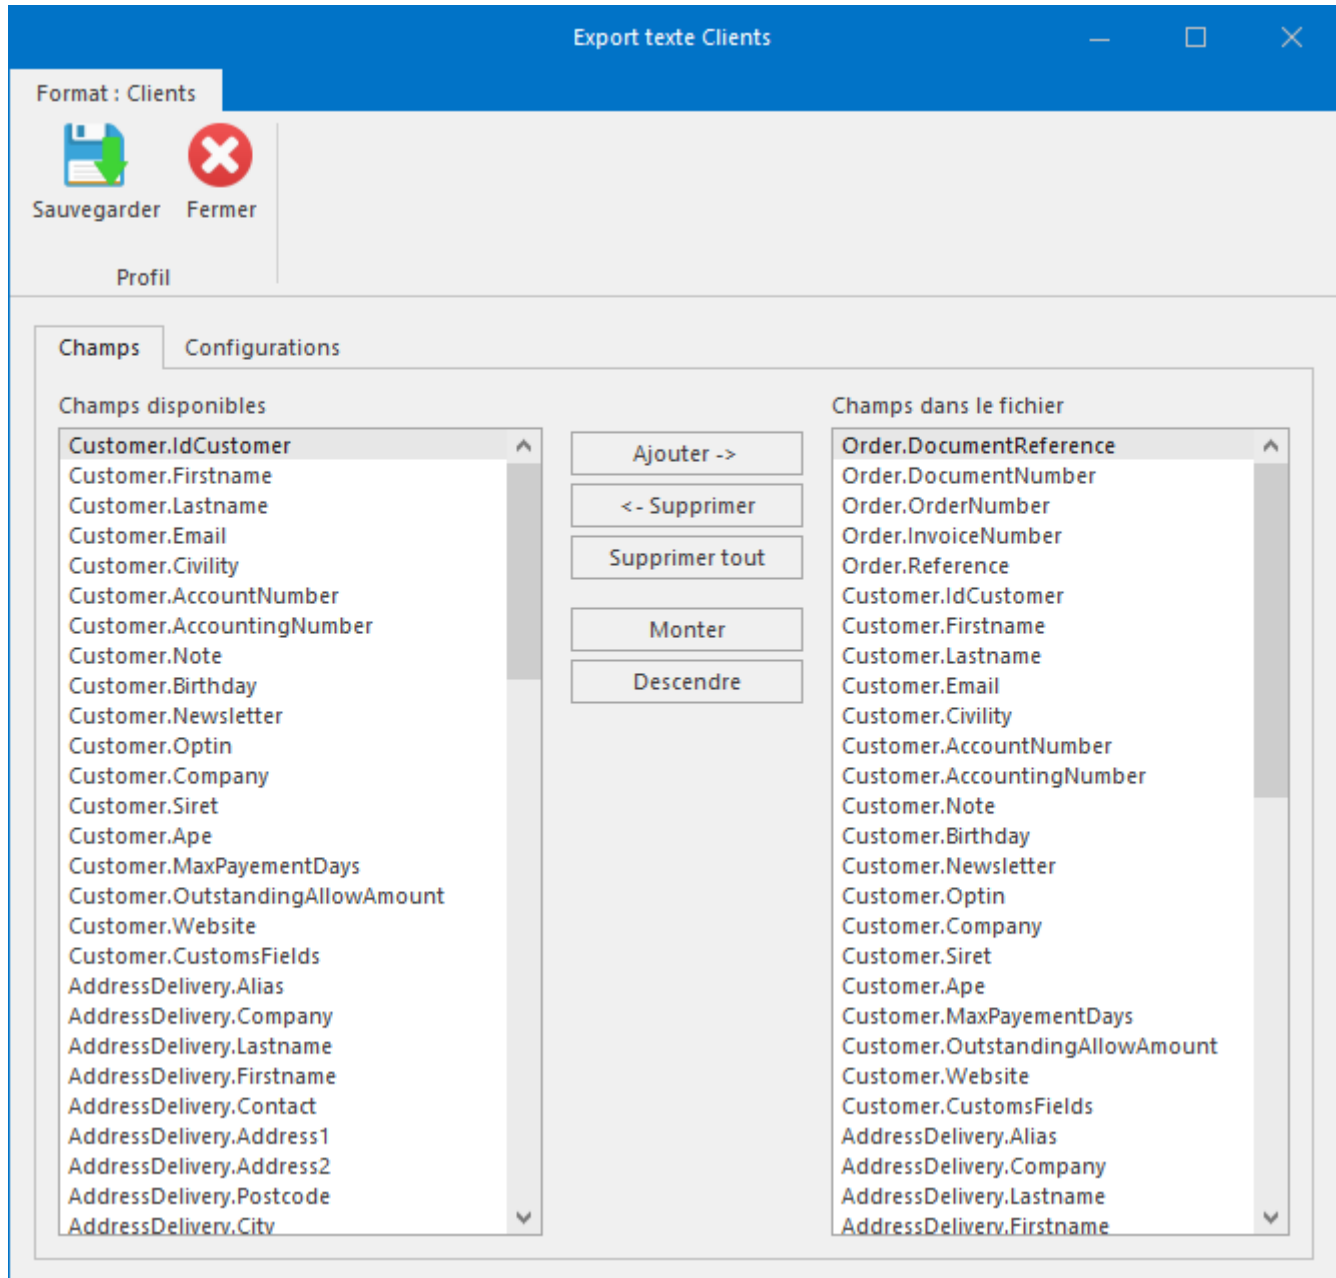 Export texte Clients
Format : Clients
Sauvegarder
Fermer
Profil
Champs
Configurations
Champs disponibles
Customer.IdCustomer
Customer.Firstname
Customer.Lastname
Customer.Email
Customer.Civility
Customer.AccountNumber
Customer.AccountingNumber
Customer.Note
Customer.Birthday
Customer.Newsletter
Customer.Optin
Customer.Company
Customer.Siret
Customer.Ape
Customer.MaxPayementDays
Customer.OutstandingAllowAmount
Customer.Website
Customer.CustomsFields
AddressDelivery.Alias
AddressDelivery.Company
AddressDelivery.Lastname
AddressDelivery.Firstname
AddressDelivery.Contact
AddressDelivery.Address1
AddressDelivery.Address2
AddressDelivery.Postcode
AddressDelivery.City
Ajouter ->
<- Supprimer
Supprimer tout
Monter
Descendre
Champs dans le fichier
Order.DocumentReference
Order.DocumentNumber
Order.OrderNumber
Order.InvoiceNumber
Order.Reference
Customer.IdCustomer
Customer.Firstname
Customer.Lastname
Customer.Email
Customer.Civility
Customer.AccountNumber
Customer.AccountingNumber
Customer.Note
Customer.Birthday
Customer.Newsletter
Customer.Optin
Customer.Company
Customer.Siret
Customer.Ape
Customer.MaxPayementDays
Customer.OutstandingAllowAmount
Customer.Website
Customer.CustomsFields
AddressDelivery.Alias
AddressDelivery.Company
AddressDelivery.Lastname
AddressDelivery.Firstname